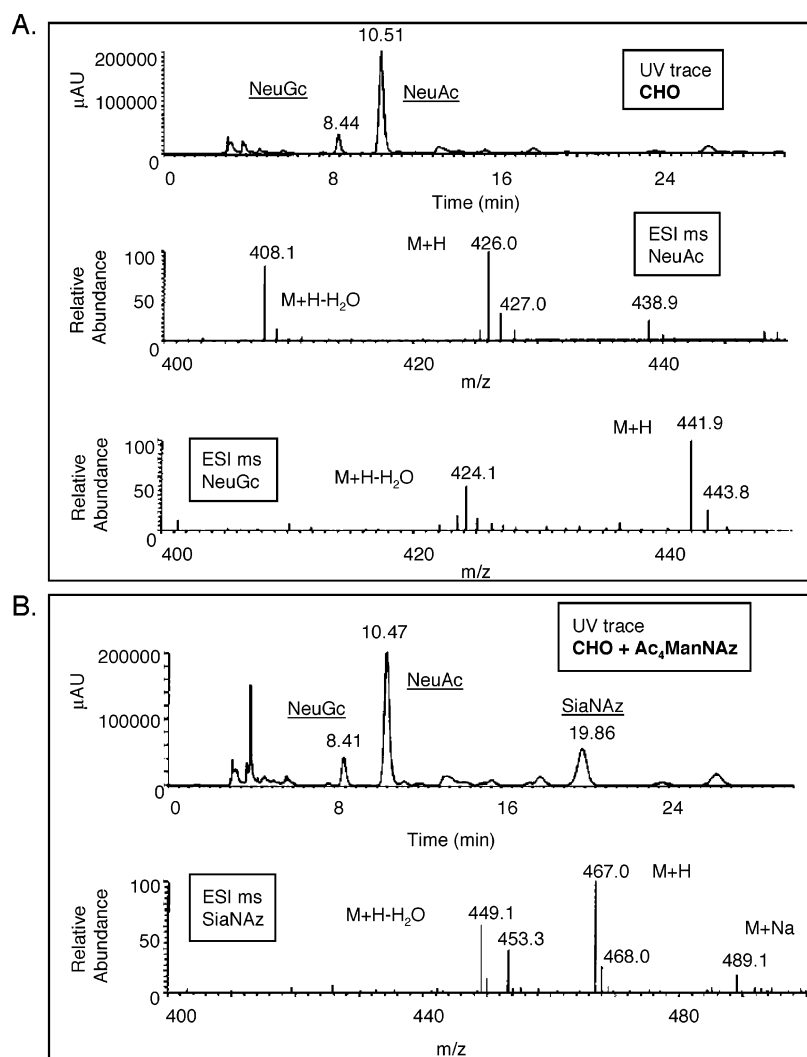 A.
10.51
200000
100000
0
µAU
NeuGc
NeuAc
8.44
UV trace
CHO
0 8 16 24
Time (min)
100
50
0
Relative
Abundance
408.1
M+H-H₂O
M+H
426.0
427.0
438.9
ESI ms
NeuAc
400 420 440
m/z
100
50
0
Relative
Abundance
ESI ms
NeuGc
M+H-H₂O
424.1
M+H
441.9
443.8
400 420 440
m/z
B.
10.47
200000
100000
0
µAU
NeuGc
NeuAc
8.41
UV trace
CHO + Ac₄ManNAz
SiaNAz
19.86
0 8 16 24
Time (min)
100
50
0
Relative
Abundance
ESI ms
SiaNAz
M+H-H₂O
449.1
453.3
467.0
M+H
468.0
M+Na
489.1
400 440 480
m/z